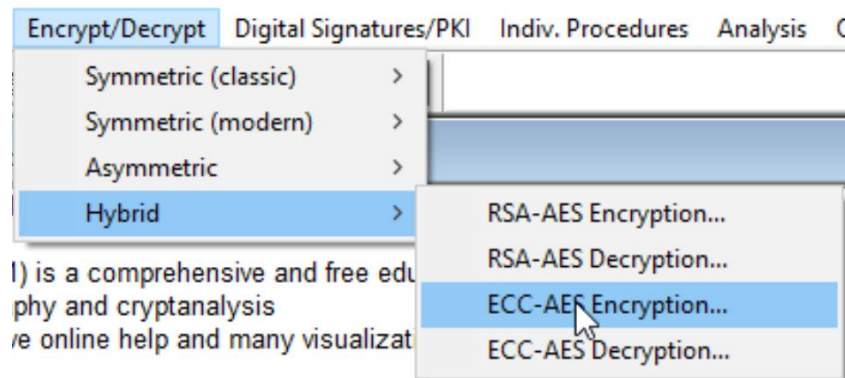 Encrypt/Decrypt Digital Signatures/PKI Indiv. Procedures Analysis
Symmetric (classic) >
Symmetric (modern) >
Asymmetric >
Hybrid >
RSA-AES Encryption...
RSA-AES Decryption...
ECC-AES Encryption...
ECC-AES Decryption...
) is a comprehensive and free edu
phy and cryptanalysis
ve online help and many visualizati